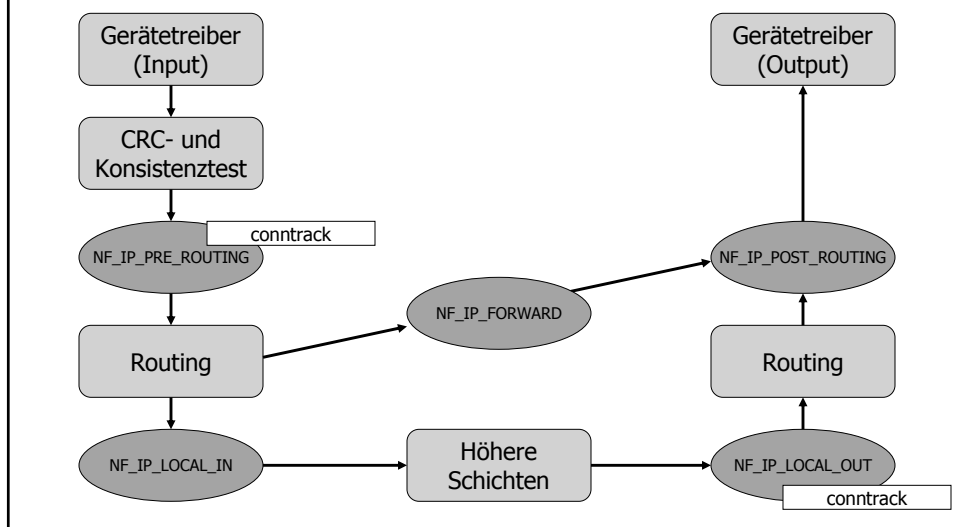 Gerätetreiber
(Input)
Gerätetreiber
(Output)
CRC- und
Konsistenztest
conntrack
NF_IP_PRE_ROUTING
NF_IP_POST_ROUTING
NF_IP_FORWARD
Routing
Routing
NF_IP_LOCAL_IN
Höhere
Schichten
NF_IP_LOCAL_OUT
conntrack